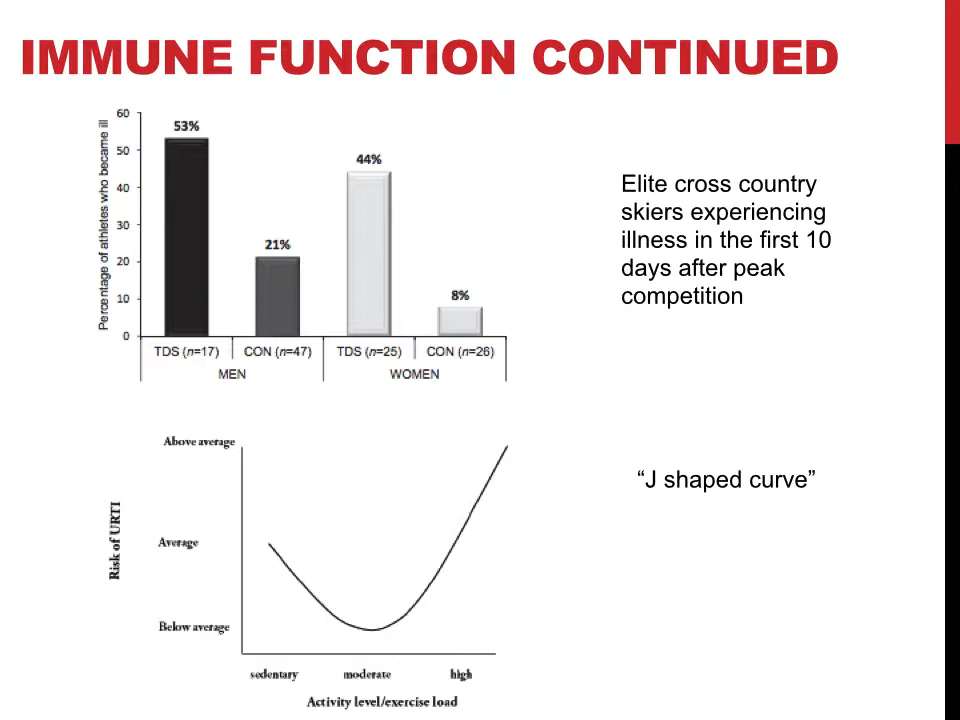 IMMUNE FUNCTION CONTINUED
Percentage of athletes who became ill
60
50
40
30
20
10
0
53%
21%
44%
8%
TDS (n=17)
CON (n=47)
TDS (n=25)
CON (n=26)
MEN
WOMEN
Elite cross country
skiers experiencing
illness in the first 10
days after peak
competition
Risk of URTI
Above average
Average
Below average
sedentary
moderate
high
Activity level/exercise load
“J shaped curve”